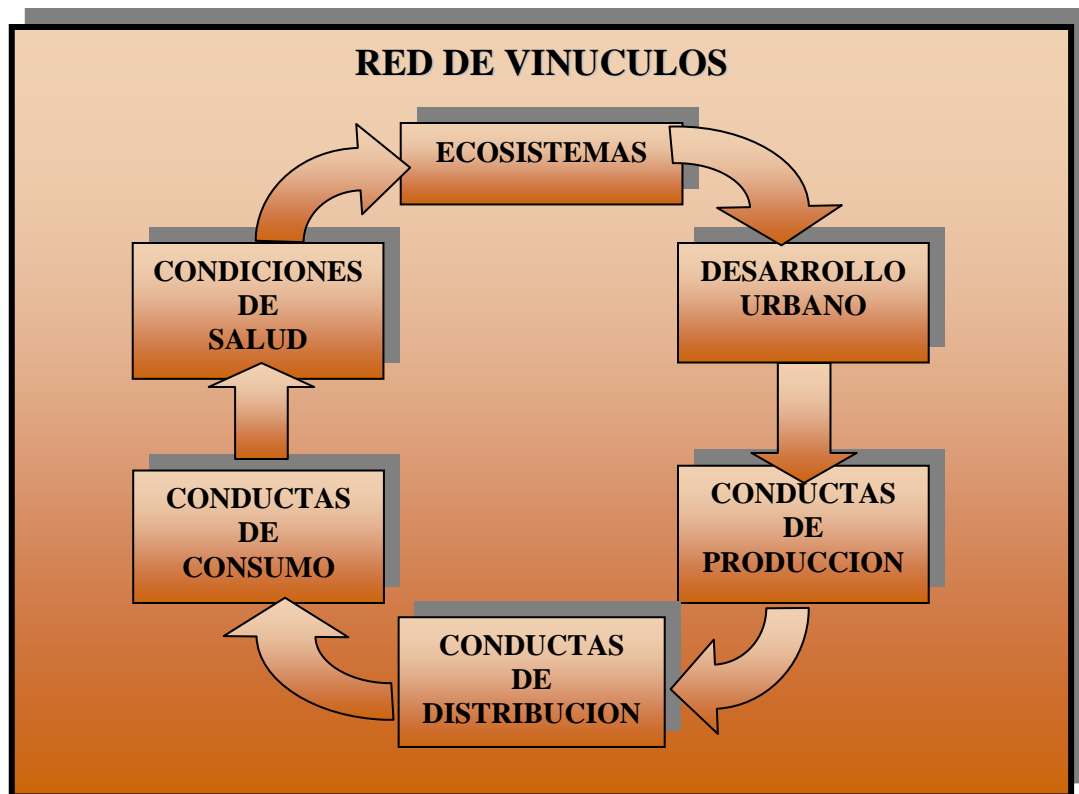 RED DE VINUCULOS
ECOSISTEMAS
DESARROLLO
URBANO
CONDUCTAS
DE
PRODUCCION
CONDUCTAS
DE
DISTRIBUCION
CONDUCTAS
DE
CONSUMO
CONDICIONES
DE
SALUD